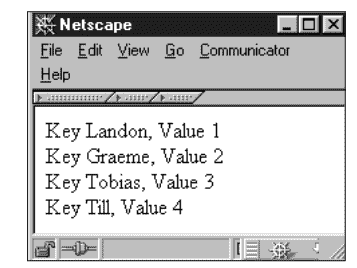 Netscape
File Edit View Go Communicator
Help
Key Landon, Value 1
Key Graeme, Value 2
Key Tobias, Value 3
Key Till, Value 4